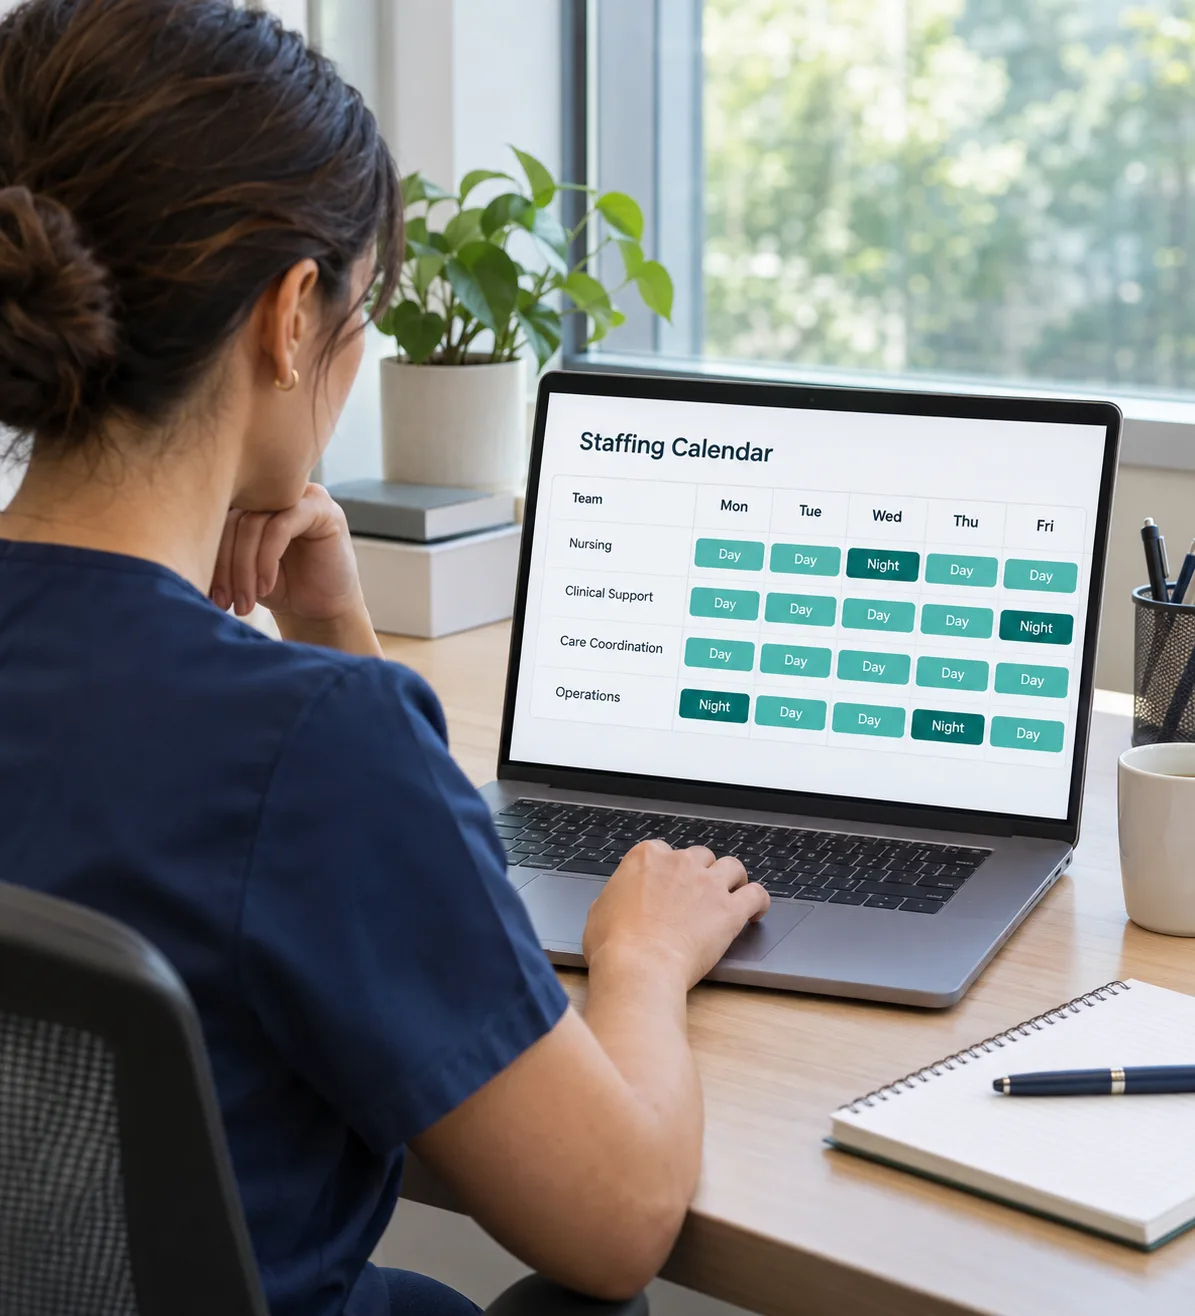 Staffing Calendar
Team Mon Tue Wed Thu Fri
Nursing Day Day Night Day Day
Clinical Support Day Day Day Day Night
Care Coordination Day Day Day Day Day
Operations Night Day Day Night Day